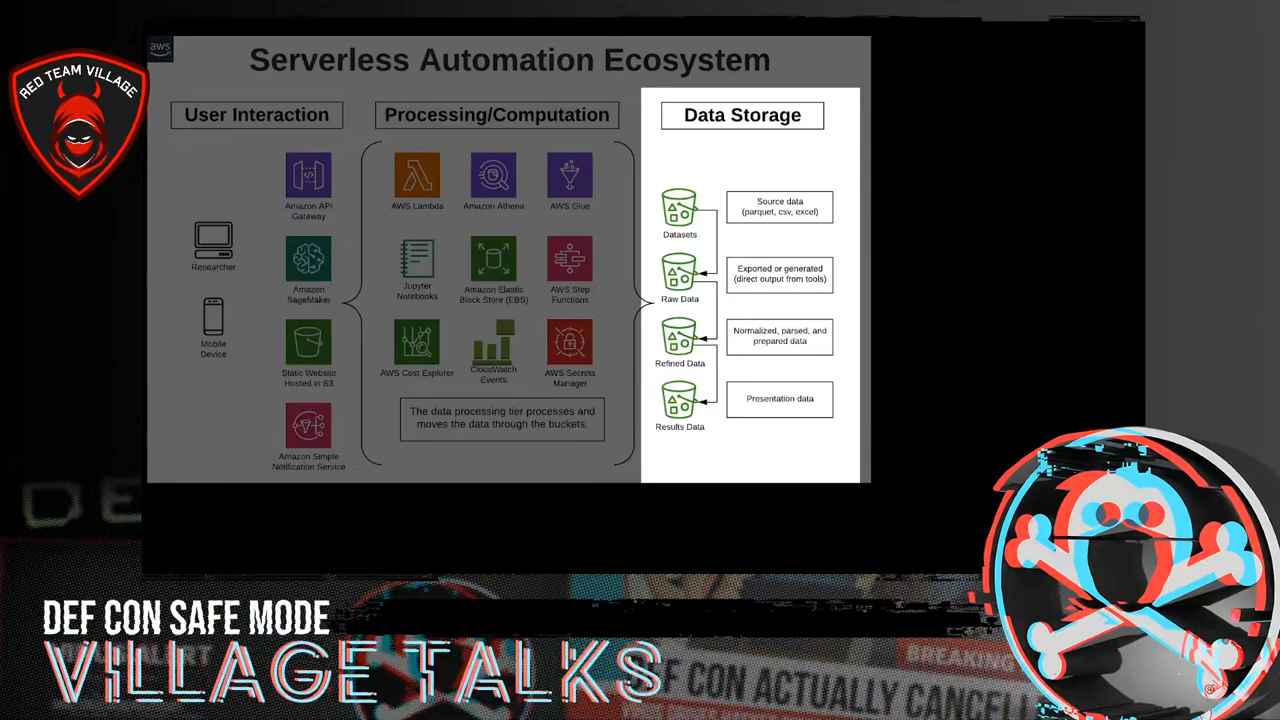 aws
Serverless Automation Ecosystem
RED TEAM VILLAGE
User Interaction
Processing/Computation
Data Storage
Amazon API
Gateway
AWS Lambda
Amazon Athena
AWS Glue
Source data
(parquet, csv, excel)
Datasets
Researcher
Amazon
SageMaker
Jupyter
Notebooks
Amazon Elastic
Block Store (EBS)
AWS Step
Functions
Exported or generated
(direct output from tools)
Raw Data
Mobile
Device
Static Website
Hosted in S3
AWS Cost Explorer
CloudWatch
Events
AWS Secrets
Manager
Normalized, parsed, and
prepared data
Refined Data
The data processing tier processes and
moves the data through the buckets.
Presentation data
Results Data
Amazon Simple
Notification Service
DE
DEF CON SAFE MODE
VILLAGE TALKS
BREAKIN
DEF CON ACTUALLY CANCEL